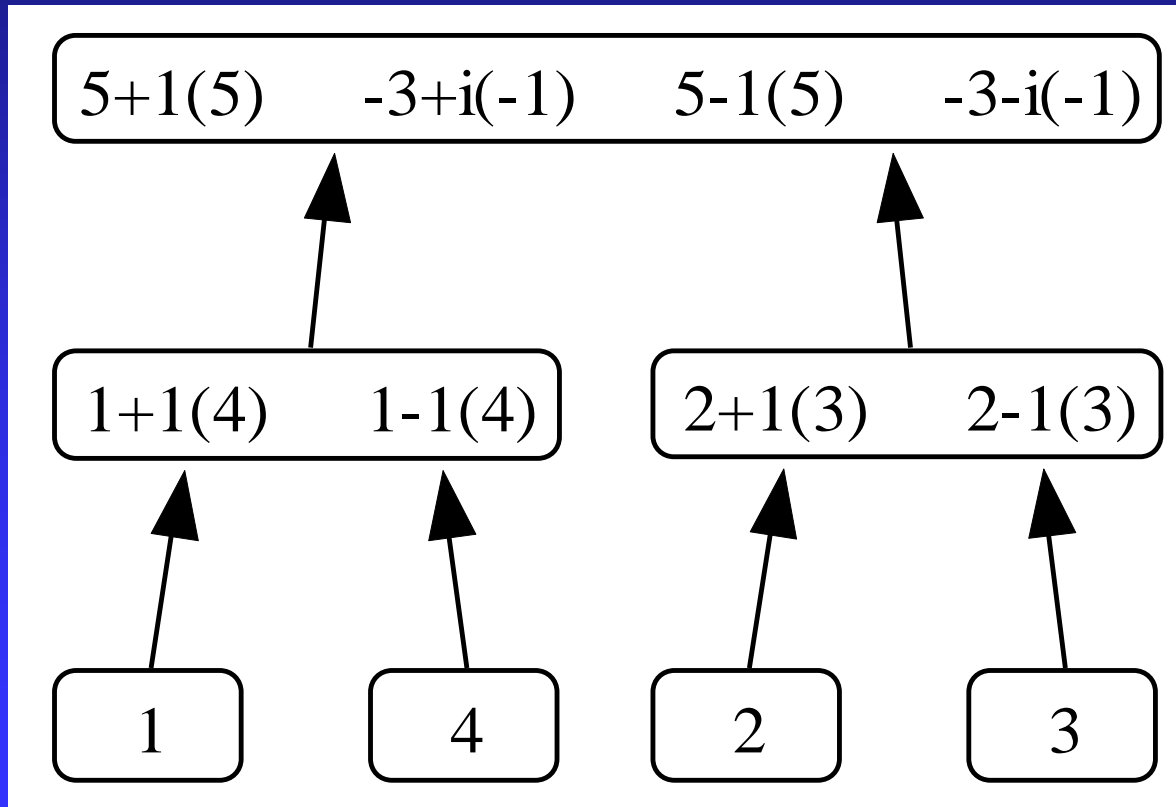 5+1(5) -3+i(-1) 5-1(5) -3-i(-1)
1+1(4) 1-1(4) 2+1(3) 2-1(3)
1 4 2 3